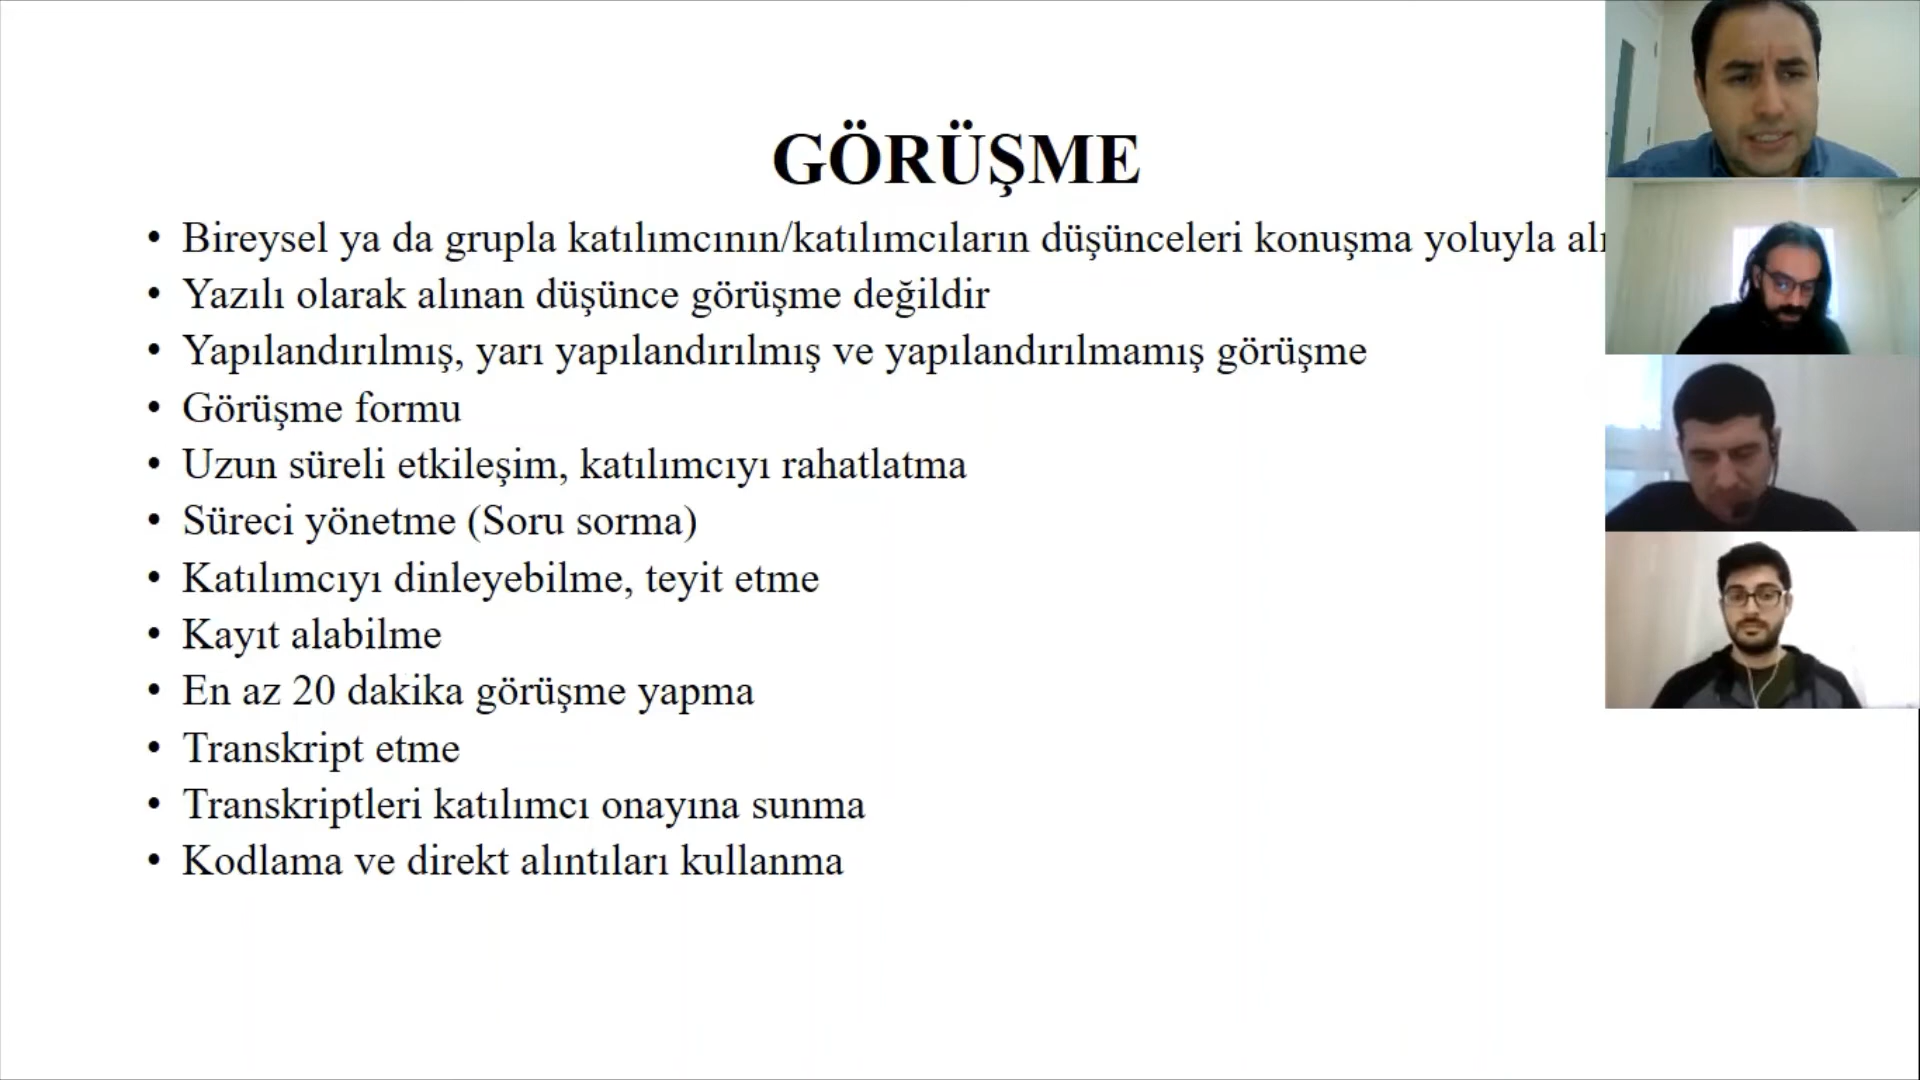 GÖRÜŞME
• Bireysel ya da grupla katılımcının/katılımcıların düşünceleri konuşma yoluyla
• Yazılı olarak alınan düşünce görüşme değildir
• Yapılandırılmış, yarı yapılandırılmış ve yapılandırılmamış görüşme
• Görüşme formu
• Uzun süreli etkileşim, katılımcıyı rahatlatma
• Süreci yönetme (Soru sorma)
• Katılımcıyı dinleyebilme, teyit etme
• Kayıt alabilme
• En az 20 dakika görüşme yapma
• Transkript etme
• Transkriptleri katılımcı onayına sunma
• Kodlama ve direkt alıntıları kullanma